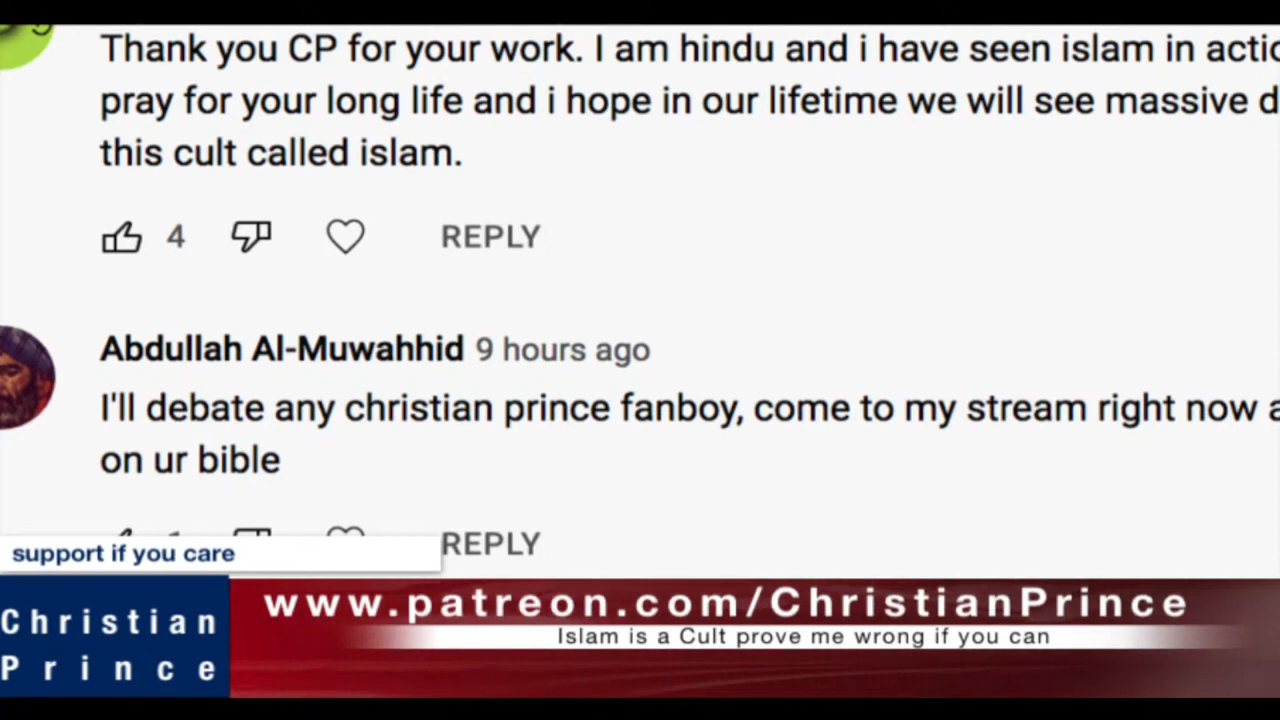 Thank you CP for your work. I am hindu and i have seen islam in
pray for your long life and i hope in our lifetime we will see massive
this cult called islam.
4
REPLY
Abdullah Al-Muwahhid 9 hours ago
I'll debate any christian prince fanboy, come to my stream right now
on ur bible
REPLY
support if you care
Christian
Prince
www.patreon.com/ChristianPrince
Islam is a Cult prove me wrong if you can